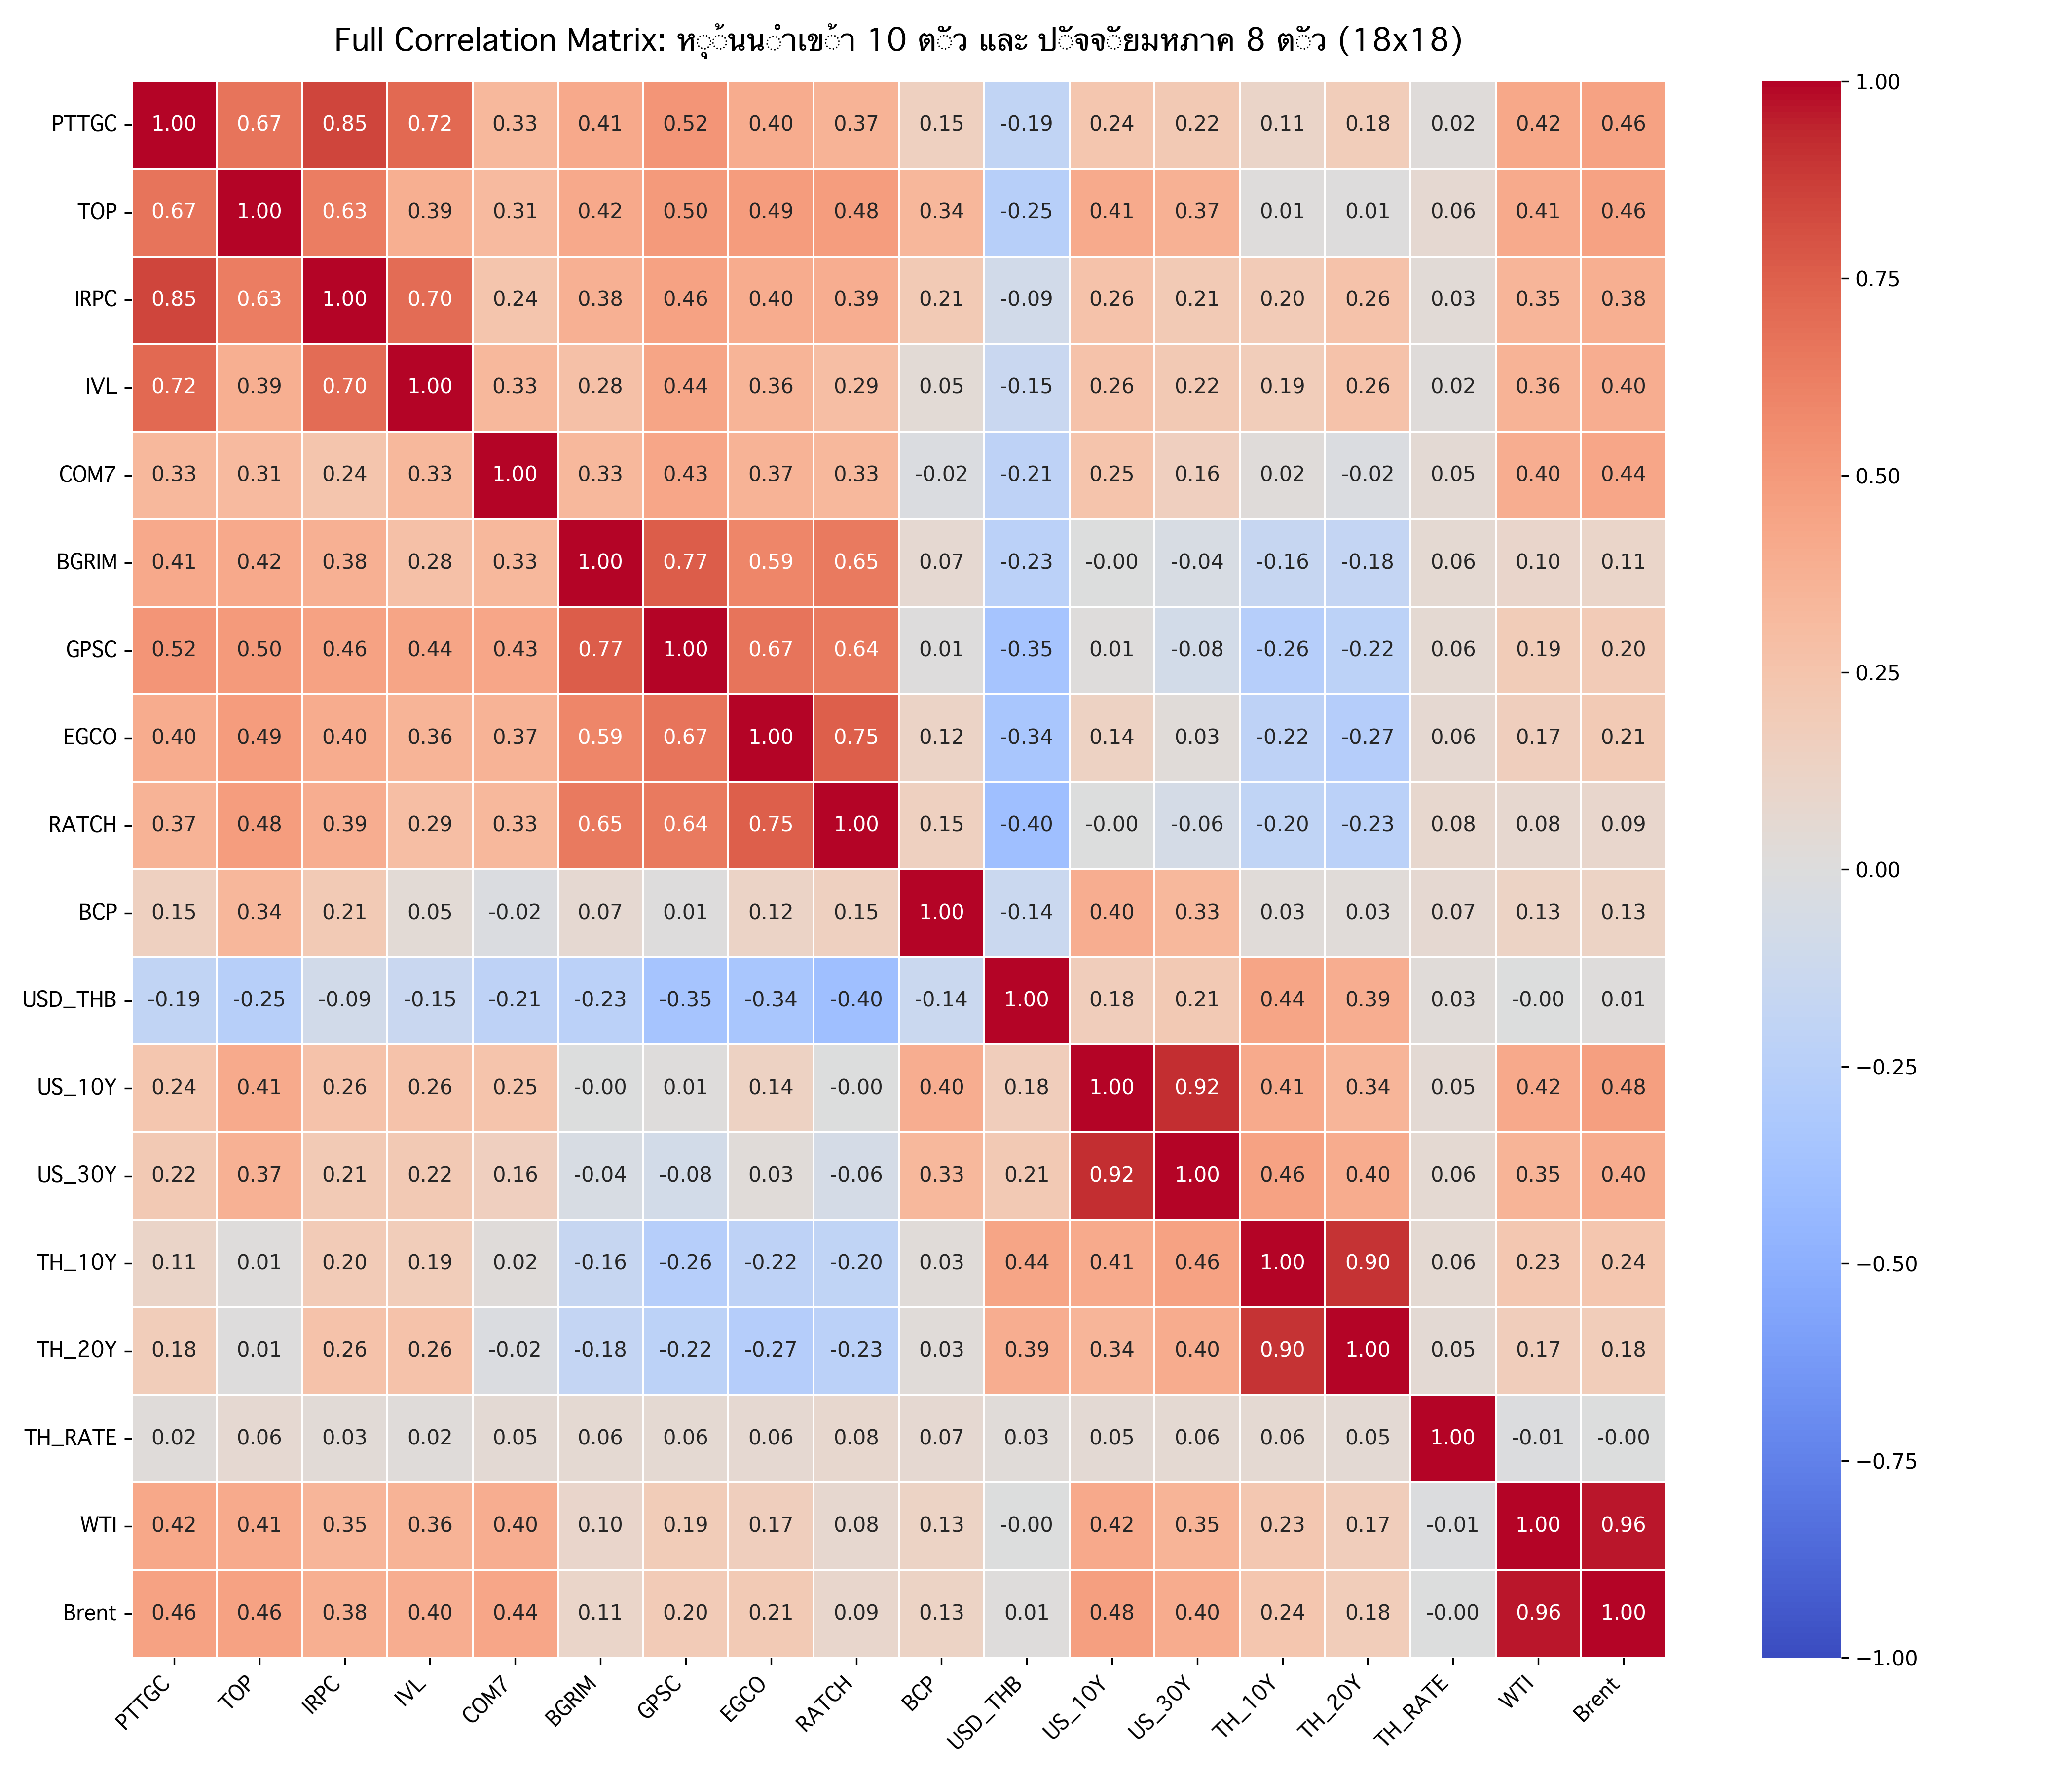 Full Correlation Matrix: หุ้นนำเข้า 10 ตัว และ ปัจจัยมหภาค 8 ตัว (18x18)
PTTGC 1.00 0.67 0.85 0.72 0.33 0.41 0.52 0.40 0.37 0.15 -0.19 0.24 0.22 0.11 0.18 0.02 0.42 0.46
TOP 0.67 1.00 0.63 0.39 0.31 0.42 0.50 0.49 0.48 0.34 -0.25 0.41 0.37 0.01 0.01 0.06 0.41 0.46
IRPC 0.85 0.63 1.00 0.70 0.24 0.38 0.46 0.40 0.39 0.21 -0.09 0.26 0.21 0.20 0.26 0.03 0.35 0.38
IVL 0.72 0.39 0.70 1.00 0.33 0.28 0.44 0.36 0.29 0.05 -0.15 0.26 0.22 0.19 0.26 0.02 0.36 0.40
COM7 0.33 0.31 0.24 0.33 1.00 0.33 0.43 0.37 0.33 -0.02 -0.21 0.25 0.16 0.02 -0.02 0.05 0.40 0.44
BGRIM 0.41 0.42 0.38 0.28 0.33 1.00 0.77 0.59 0.65 0.07 -0.23 -0.00 -0.04 -0.16 -0.18 0.06 0.10 0.11
GPSC 0.52 0.50 0.46 0.44 0.43 0.77 1.00 0.67 0.64 0.01 -0.35 0.01 -0.08 -0.26 -0.22 0.06 0.19 0.20
EGCO 0.40 0.49 0.40 0.36 0.37 0.59 0.67 1.00 0.75 0.12 -0.34 0.14 0.03 -0.22 -0.27 0.06 0.17 0.21
RATCH 0.37 0.48 0.39 0.29 0.33 0.65 0.64 0.75 1.00 0.15 -0.40 -0.00 -0.06 -0.20 -0.23 0.08 0.08 0.09
BCP 0.15 0.34 0.21 0.05 -0.02 0.07 0.01 0.12 0.15 1.00 -0.14 0.40 0.33 0.03 0.03 0.07 0.13 0.13
USD_THB -0.19 -0.25 -0.09 -0.15 -0.21 -0.23 -0.35 -0.34 -0.40 -0.14 1.00 0.18 0.21 0.44 0.39 0.03 -0.00 0.01
US_10Y 0.24 0.41 0.26 0.26 0.25 -0.00 0.01 0.14 -0.00 0.40 0.18 1.00 0.92 0.41 0.34 0.05 0.42 0.48
US_30Y 0.22 0.37 0.21 0.22 0.16 -0.04 -0.08 0.03 -0.06 0.33 0.21 0.92 1.00 0.46 0.40 0.06 0.35 0.40
TH_10Y 0.11 0.01 0.20 0.19 0.02 -0.16 -0.26 -0.22 -0.20 0.03 0.44 0.41 0.46 1.00 0.90 0.06 0.23 0.24
TH_20Y 0.18 0.01 0.26 0.26 -0.02 -0.18 -0.22 -0.27 -0.23 0.03 0.39 0.34 0.40 0.90 1.00 0.05 0.17 0.18
TH_RATE 0.02 0.06 0.03 0.02 0.05 0.06 0.06 0.06 0.08 0.07 0.03 0.05 0.06 0.06 0.05 1.00 -0.01 -0.00
WTI 0.42 0.41 0.35 0.36 0.40 0.10 0.19 0.17 0.08 0.13 -0.00 0.42 0.35 0.23 0.17 -0.01 1.00 0.96
Brent 0.46 0.46 0.38 0.40 0.44 0.11 0.20 0.21 0.09 0.13 0.01 0.48 0.40 0.24 0.18 -0.00 0.96 1.00
PTTGC TOP IRPC IVL COM7 BGRIM GPSC EGCO RATCH BCP USD_THB US_10Y US_30Y TH_10Y TH_20Y TH_RATE WTI Brent
1.00
0.75
0.50
0.25
0.00
−0.25
−0.50
−0.75
−1.00